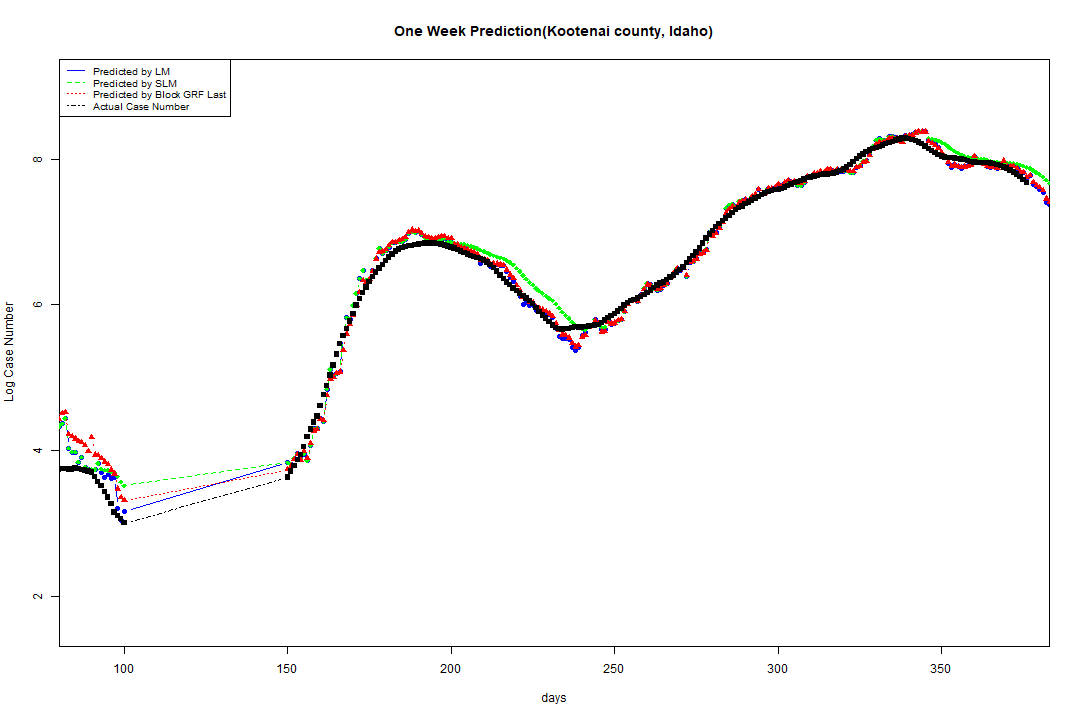 One Week Prediction(Kootenai county, Idaho)
Predicted by LM
Predicted by SLM
Predicted by Block GRF Last
Actual Case Number
8
6
4
2
Log Case Number
100 150 200 250 300 350
days